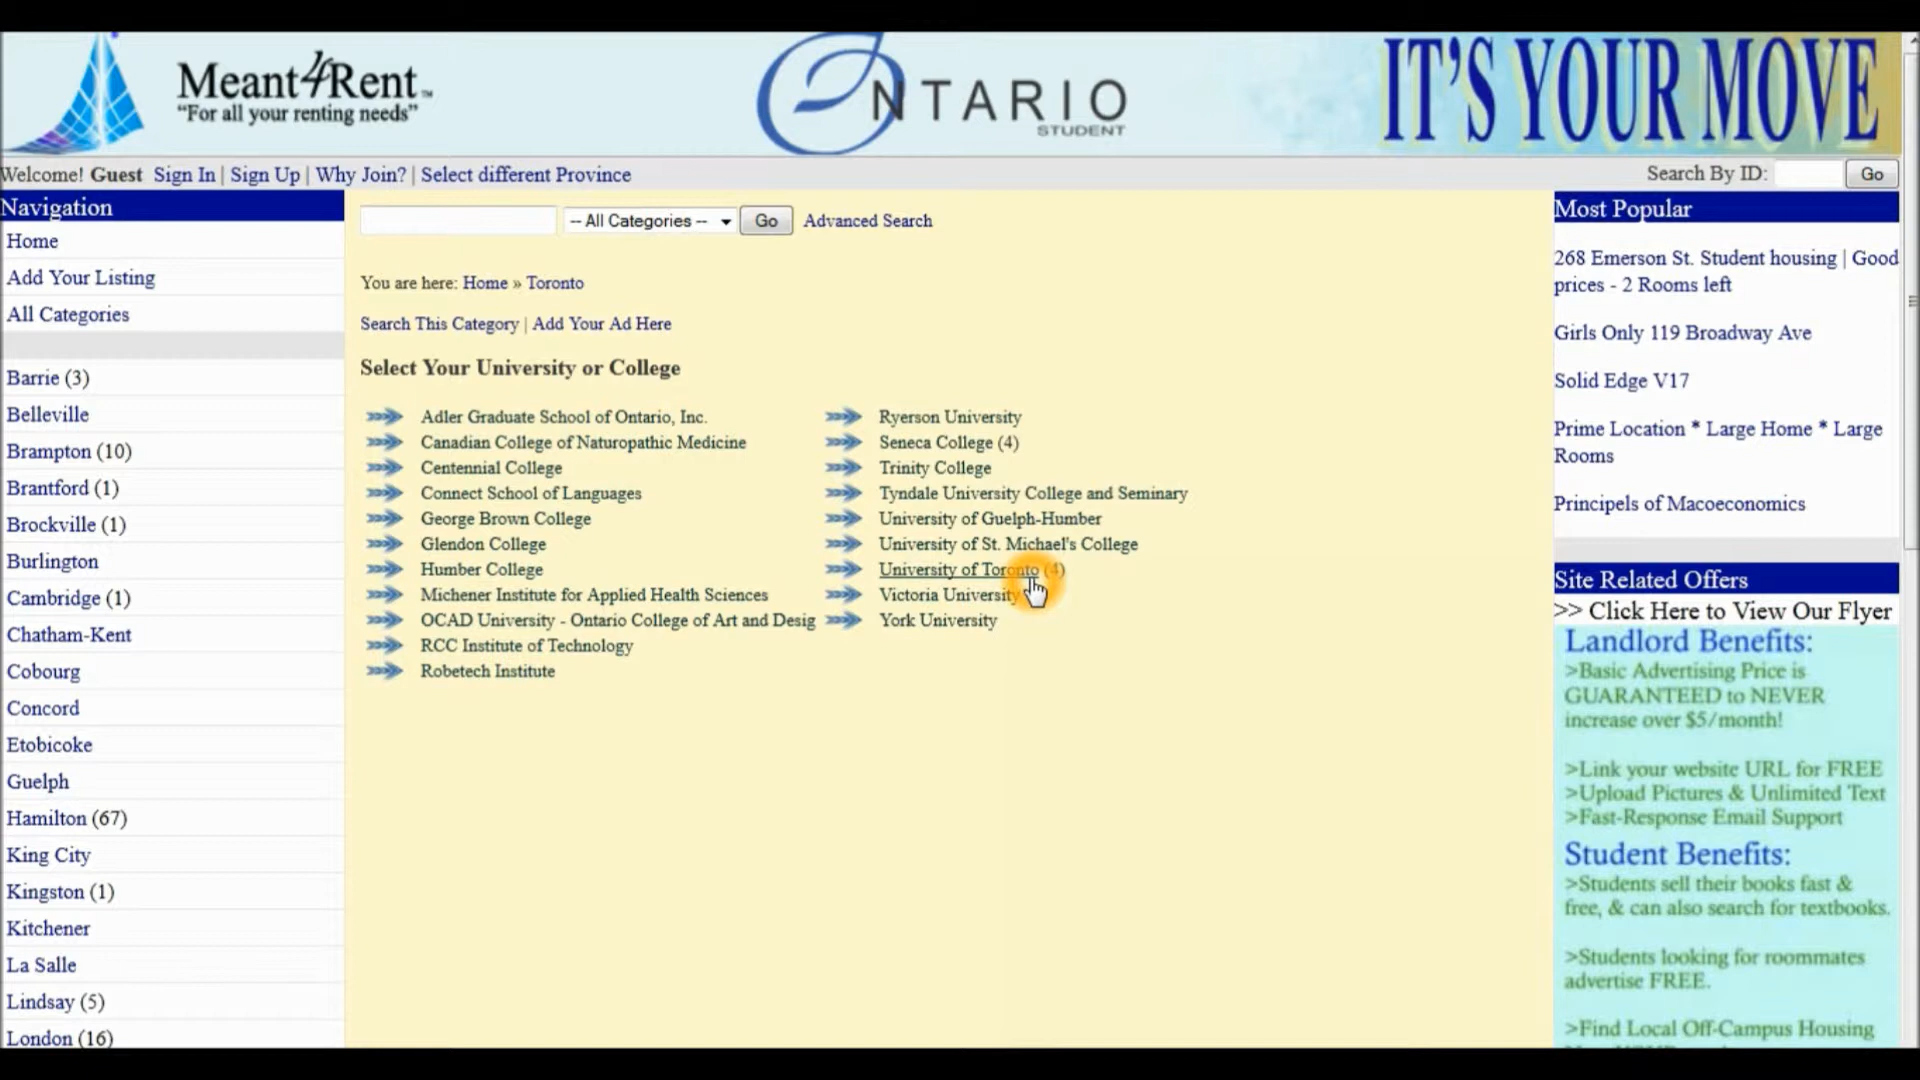 Meant4Rent™
"For all your renting needs"
ONTARIO
STUDENT
IT'S YOUR MOVE
Welcome! Guest Sign In | Sign Up | Why Join? | Select different Province
Search By ID: Go
Navigation
Home
Add Your Listing
All Categories
Barrie (3)
Belleville
Brampton (10)
Brantford (1)
Brockville (1)
Burlington
Cambridge (1)
Chatham-Kent
Cobourg
Concord
Etobicoke
Guelph
Hamilton (67)
King City
Kingston (1)
Kitchener
La Salle
Lindsay (5)
London (16)
-- All Categories -- Go Advanced Search
You are here: Home » Toronto
Search This Category | Add Your Ad Here
Select Your University or College
Adler Graduate School of Ontario, Inc.
Canadian College of Naturopathic Medicine
Centennial College
Connect School of Languages
George Brown College
Glendon College
Humber College
Michener Institute for Applied Health Sciences
OCAD University - Ontario College of Art and Desig
RCC Institute of Technology
Robetech Institute
Ryerson University
Seneca College (4)
Trinity College
Tyndale University College and Seminary
University of Guelph-Humber
University of St. Michael's College
University of Toronto (4)
Victoria University
York University
Most Popular
268 Emerson St. Student housing | Good
prices - 2 Rooms left
Girls Only 119 Broadway Ave
Solid Edge V17
Prime Location * Large Home * Large
Rooms
Principels of Macoeconomics
Site Related Offers
>> Click Here to View Our Flyer
Landlord Benefits:
>Basic Advertising Price is
GUARANTEED to NEVER
increase over $5/month!
>Link your website URL for FREE
>Upload Pictures & Unlimited Text
>Fast-Response Email Support
Student Benefits:
>Students sell their books fast &
free, & can also search for textbooks.
>Students looking for roommates
advertise FREE.
>Find Local Off-Campus Housing